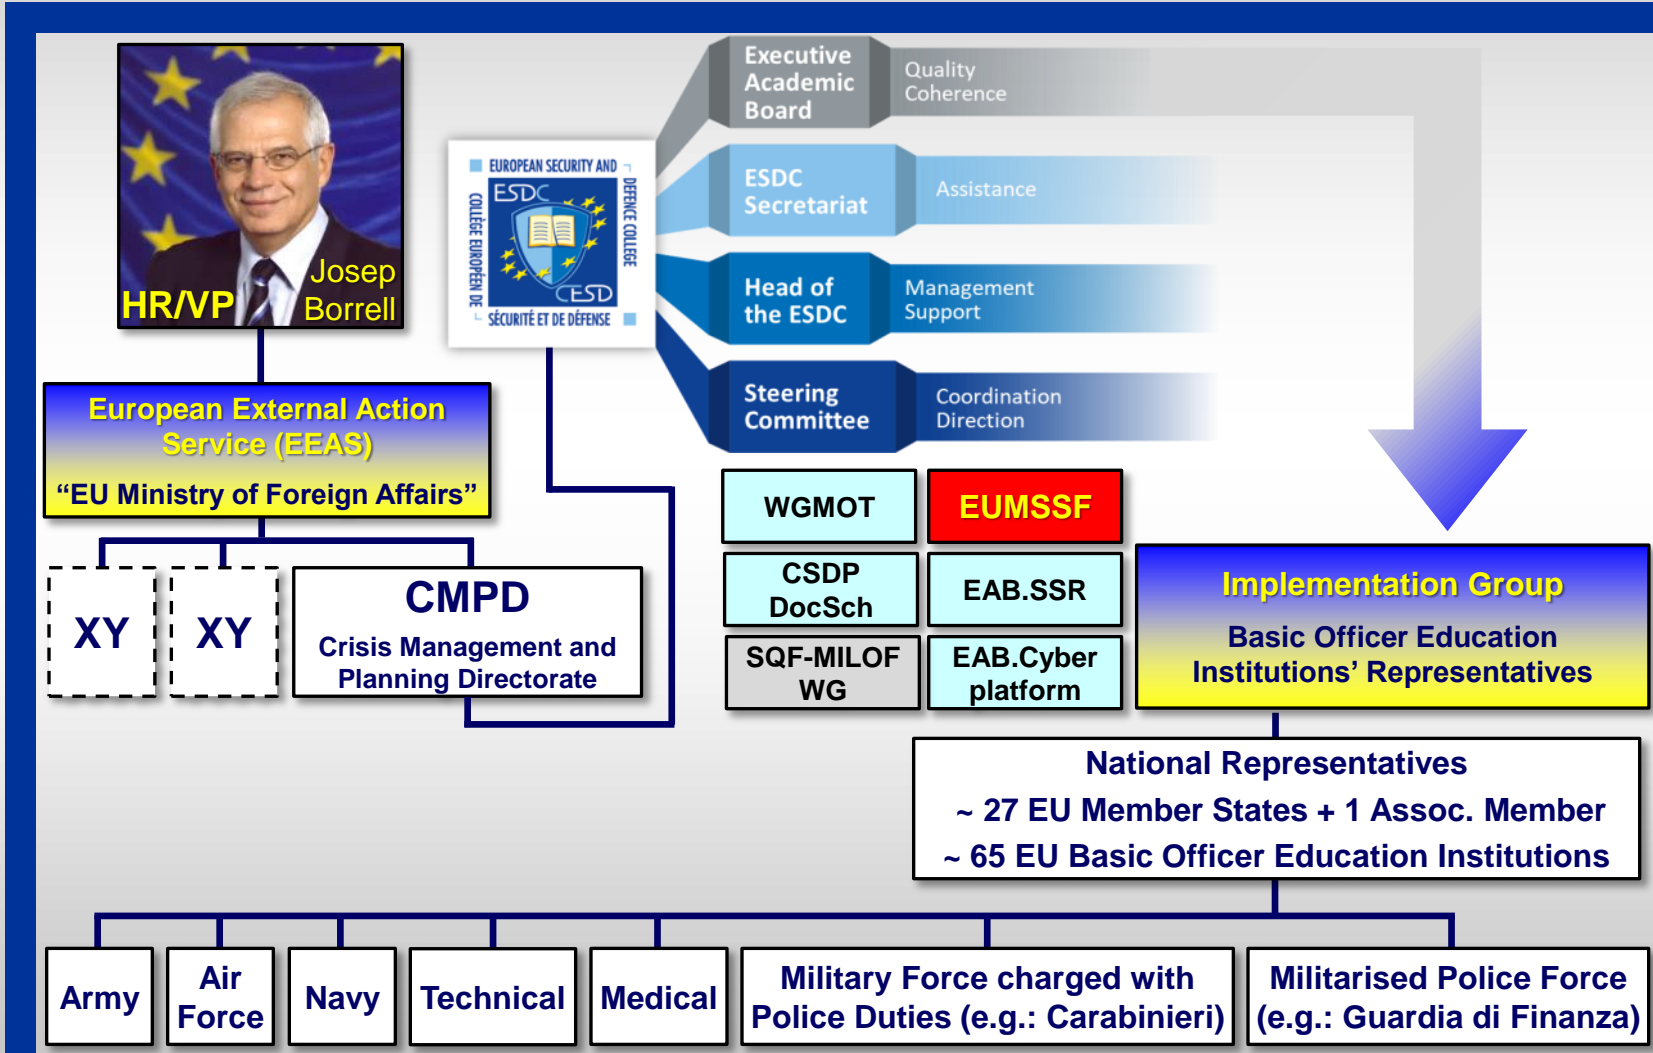 HR/VP
Josep
Borrell
EUROPEAN SECURITY AND
DEFENCE COLLEGE
COLLÈGE EUROPÉEN DE
SÉCURITÉ ET DE DÉFENSE
ESDC
CESD
Executive
Academic
Board
Quality
Coherence
ESDC
Secretariat
Assistance
Head of
the ESDC
Management
Support
Steering
Committee
Coordination
Direction
European External Action
Service (EEAS)
“EU Ministry of Foreign Affairs”
XY
XY
CMPD
Crisis Management and
Planning Directorate
WGMOT
EUMSSF
CSDP
DocSch
EAB.SSR
SQF-MILOF
WG
EAB.Cyber
platform
Implementation Group
Basic Officer Education
Institutions’ Representatives
National Representatives
~ 27 EU Member States + 1 Assoc. Member
~ 65 EU Basic Officer Education Institutions
Army
Air
Force
Navy
Technical
Medical
Military Force charged with
Police Duties (e.g.: Carabinieri)
Militarised Police Force
(e.g.: Guardia di Finanza)